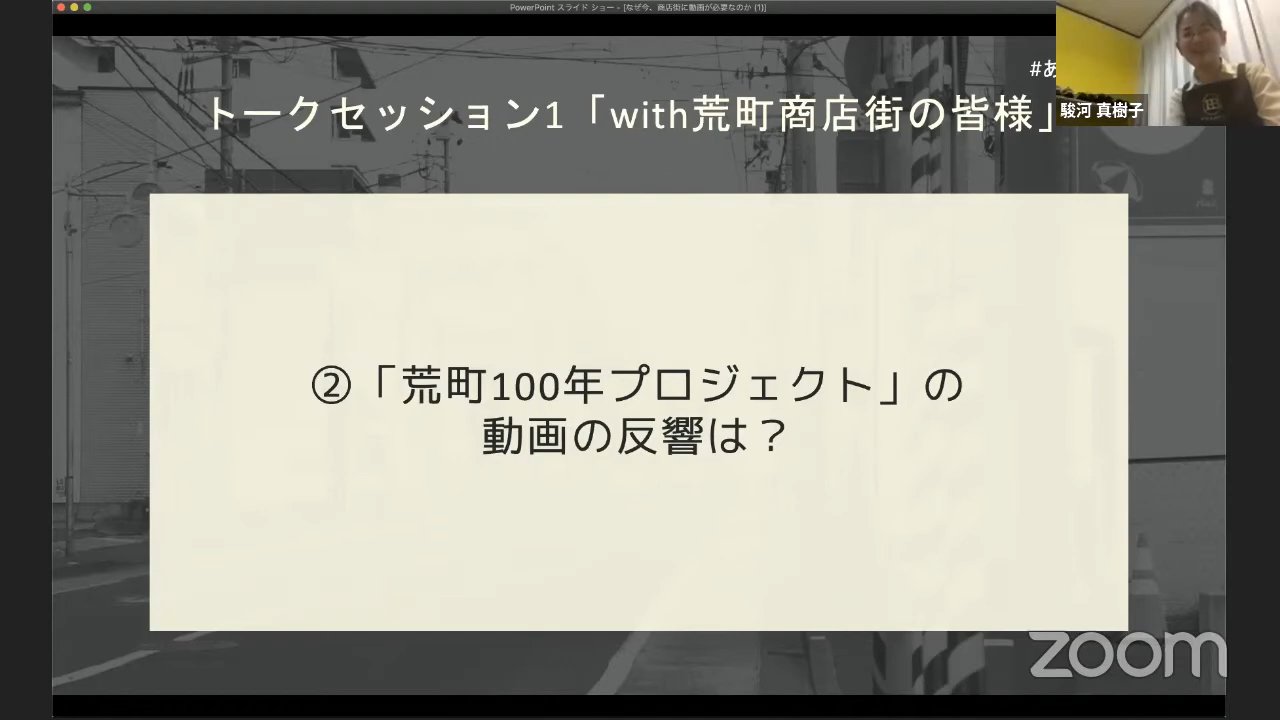 PowerPoint スライド ショー - [なぜ今、商店街に動画が必要なのか (1)]
#あ
トークセッション1「with荒町商店街の皆様」
駿河 真樹子
②「荒町100年プロジェクト」の
動画の反響は？
zoom